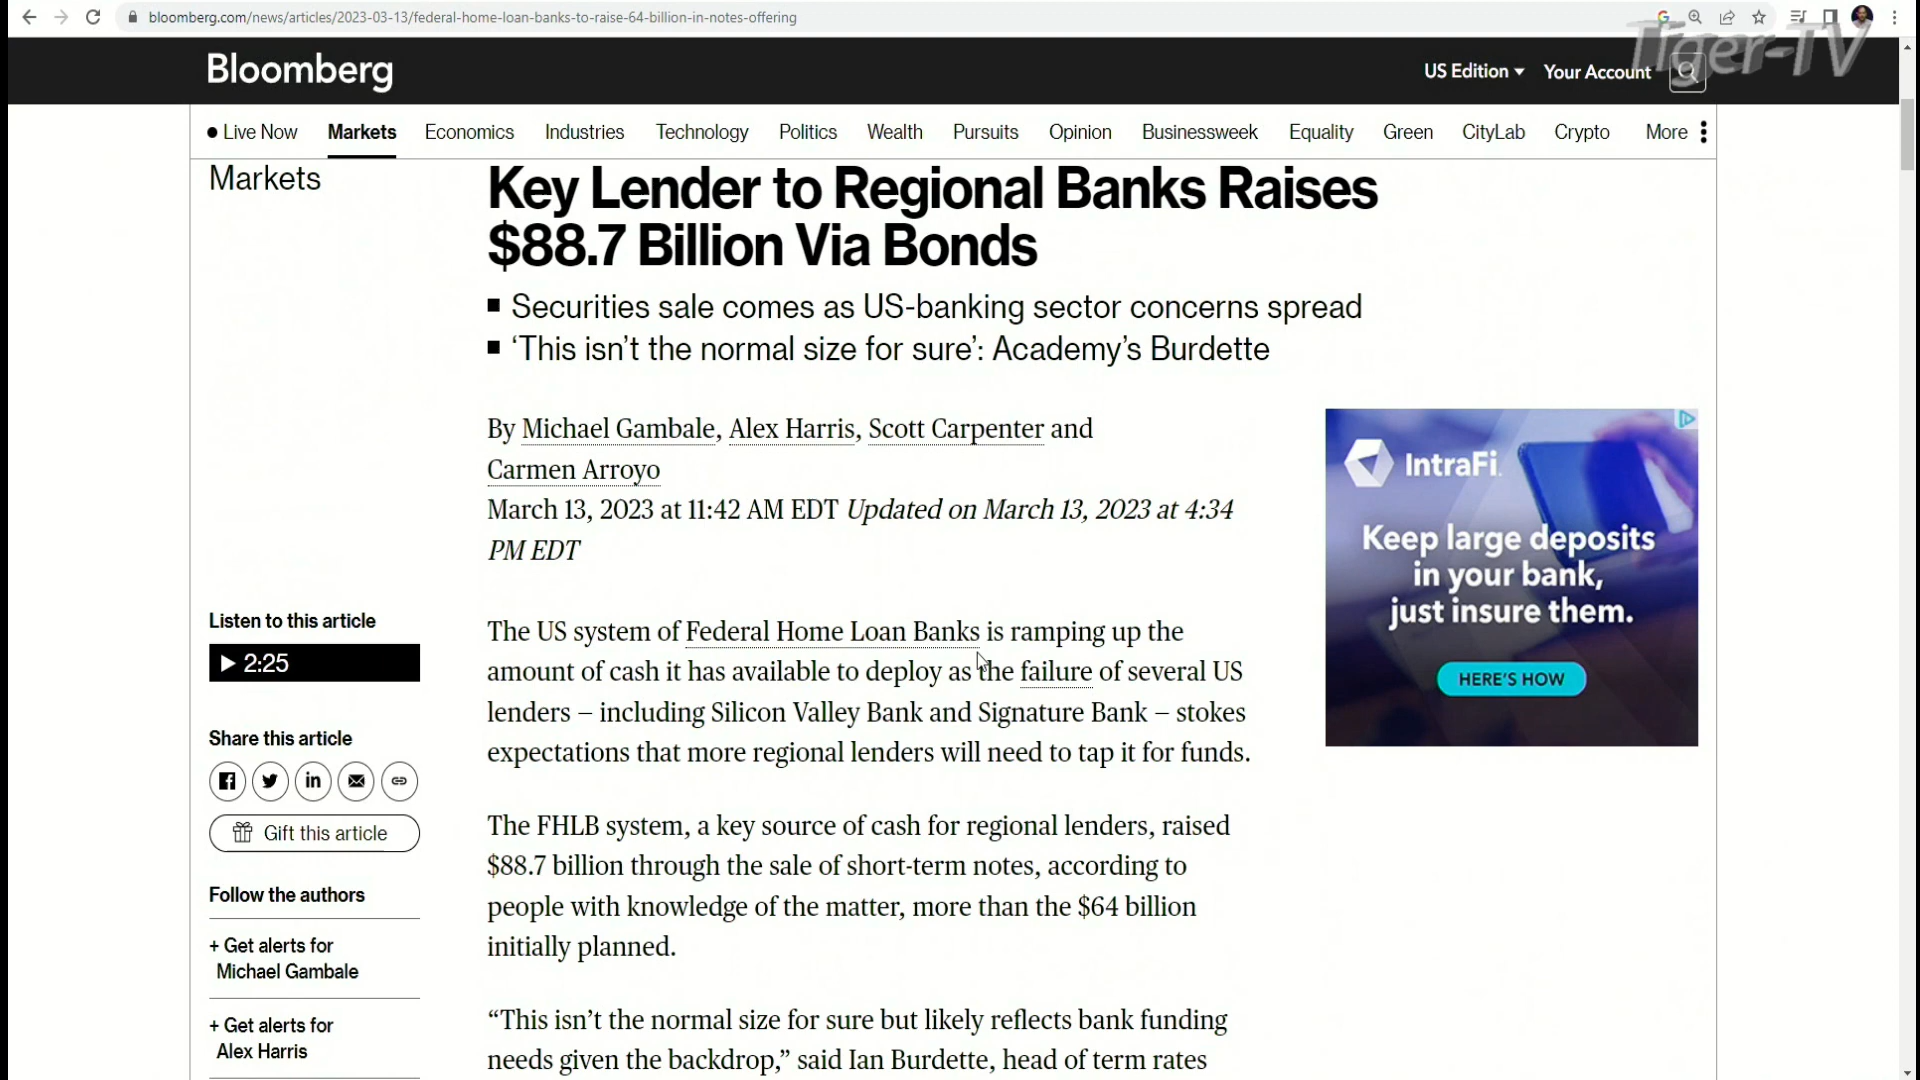 bloomberg.com/news/articles/2023-03-13/federal-home-loan-banks-to-raise-64-billion-in-notes-offering
Tiger-TV
Bloomberg
US Edition
Your Account
Live Now
Markets
Economics
Industries
Technology
Politics
Wealth
Pursuits
Opinion
Businessweek
Equality
Green
CityLab
Crypto
More
Markets
Key Lender to Regional Banks Raises
$88.7 Billion Via Bonds
Securities sale comes as US-banking sector concerns spread
‘This isn’t the normal size for sure’: Academy’s Burdette
By Michael Gambale, Alex Harris, Scott Carpenter and
Carmen Arroyo
March 13, 2023 at 11:42 AM EDT Updated on March 13, 2023 at 4:34
PM EDT
Listen to this article
2:25
Share this article
Gift this article
Follow the authors
+ Get alerts for
Michael Gambale
+ Get alerts for
Alex Harris
The US system of Federal Home Loan Banks is ramping up the
amount of cash it has available to deploy as the failure of several US
lenders – including Silicon Valley Bank and Signature Bank – stokes
expectations that more regional lenders will need to tap it for funds.
The FHLB system, a key source of cash for regional lenders, raised
$88.7 billion through the sale of short-term notes, according to
people with knowledge of the matter, more than the $64 billion
initially planned.
“This isn’t the normal size for sure but likely reflects bank funding
needs given the backdrop,” said Ian Burdette, head of term rates
IntraFi
Keep large deposits
in your bank,
just insure them.
HERE'S HOW